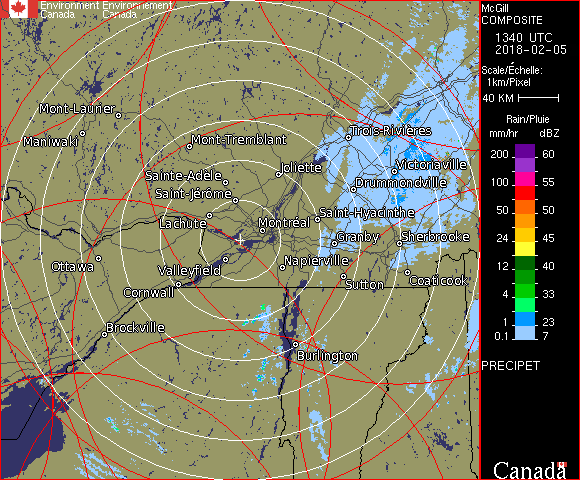 Environment Environnement
Canada Canada
Mont-Laurier
Maniwaki
Mont-Tremblant
Trois-Rivières
Joliette
Victoriaville
Sainte-Adèle
Drummondville
Saint-Jérôme
Lachute
Saint-Hyacinthe
Montréal
Granby
Sherbrooke
Ottawa
Valleyfield
Napierville
Cornwall
Sutton
Coaticook
Brockville
Burlington
McGill
COMPOSITE
1340 UTC
2018-02-05
Scale/Échelle:
1km/Pixel
40 KM
Rain/Pluie
mm/hr dBZ
200 60
100 55
50 50
24 45
12 40
4 33
1 23
0.1 7
PRECIPET
Canada